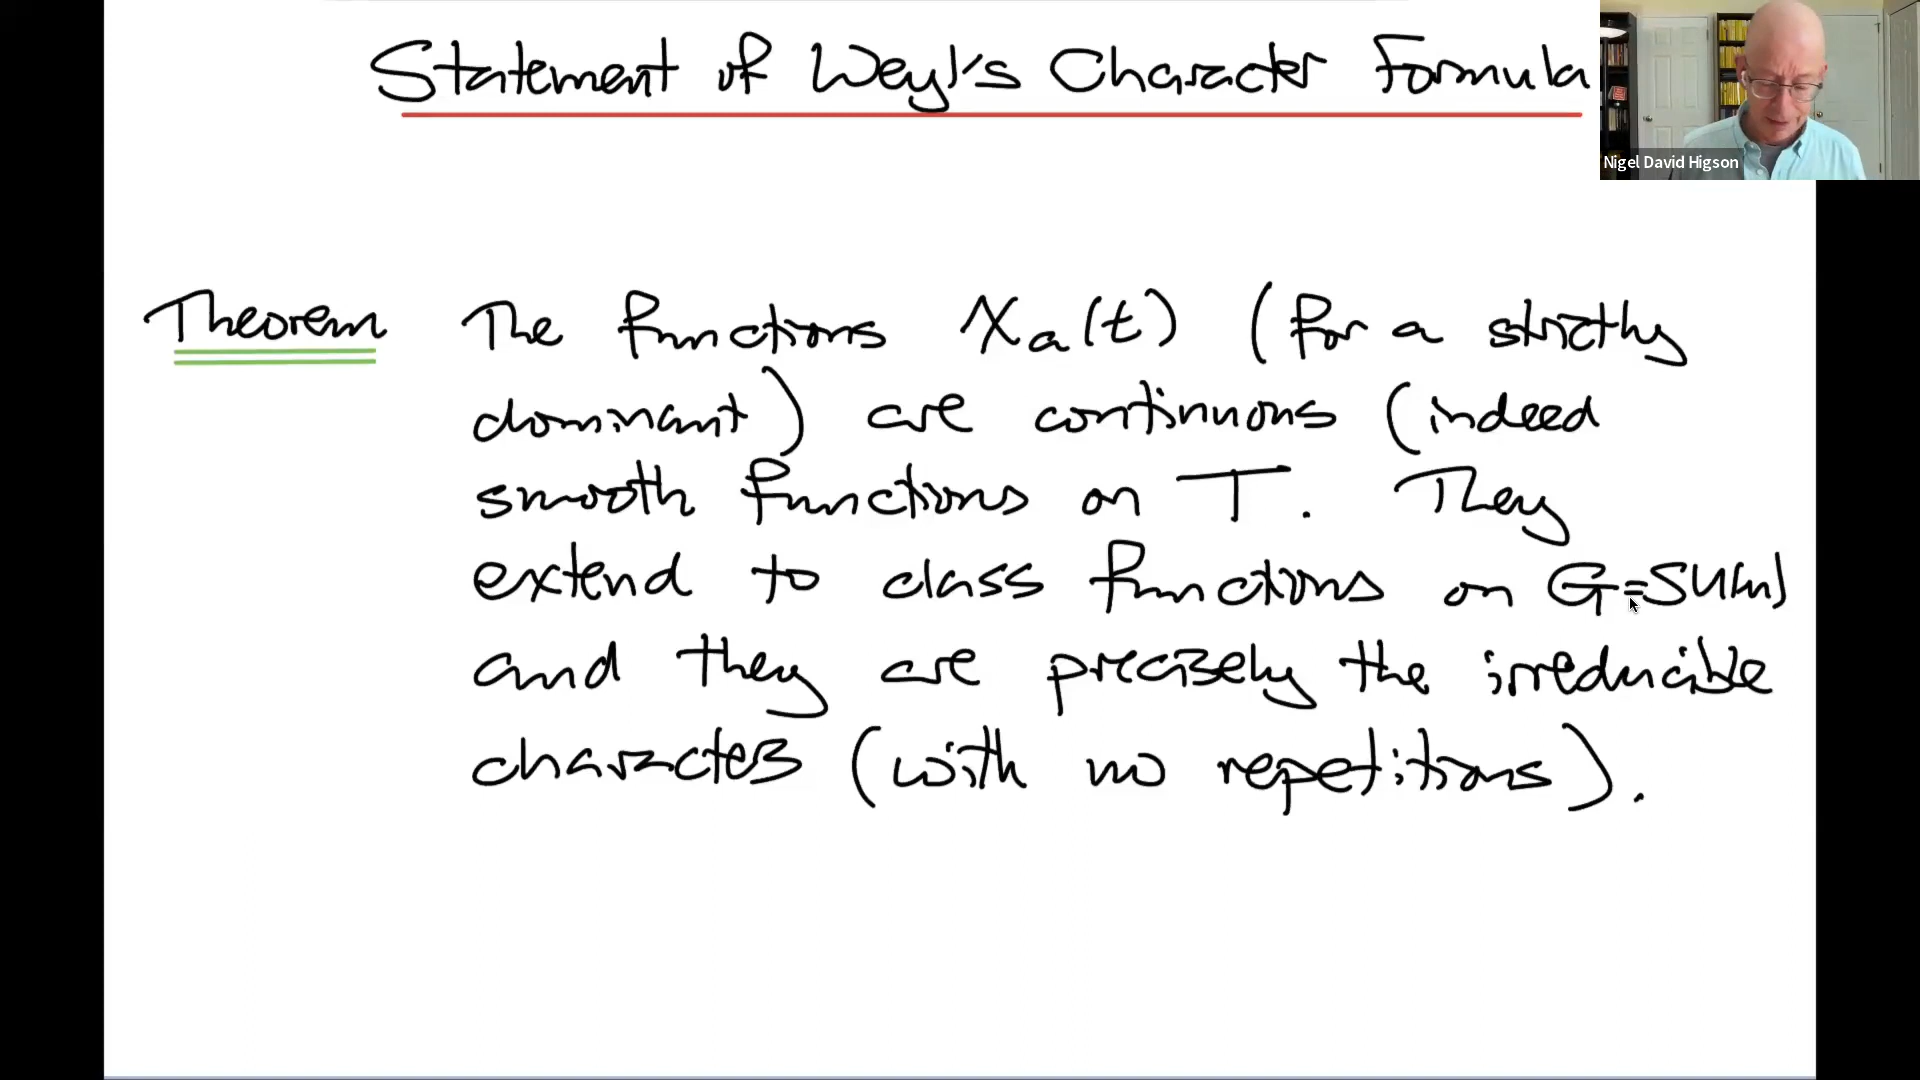 Statement of Weyl's Character Formula
Nigel David Higson
Theorem The functions χₐ(t) (for a strictly
dominant) are continuous (indeed
smooth functions on T. They
extend to class functions on G=SU(n)
and they are precisely the irreducible
characters (with no repetitions).